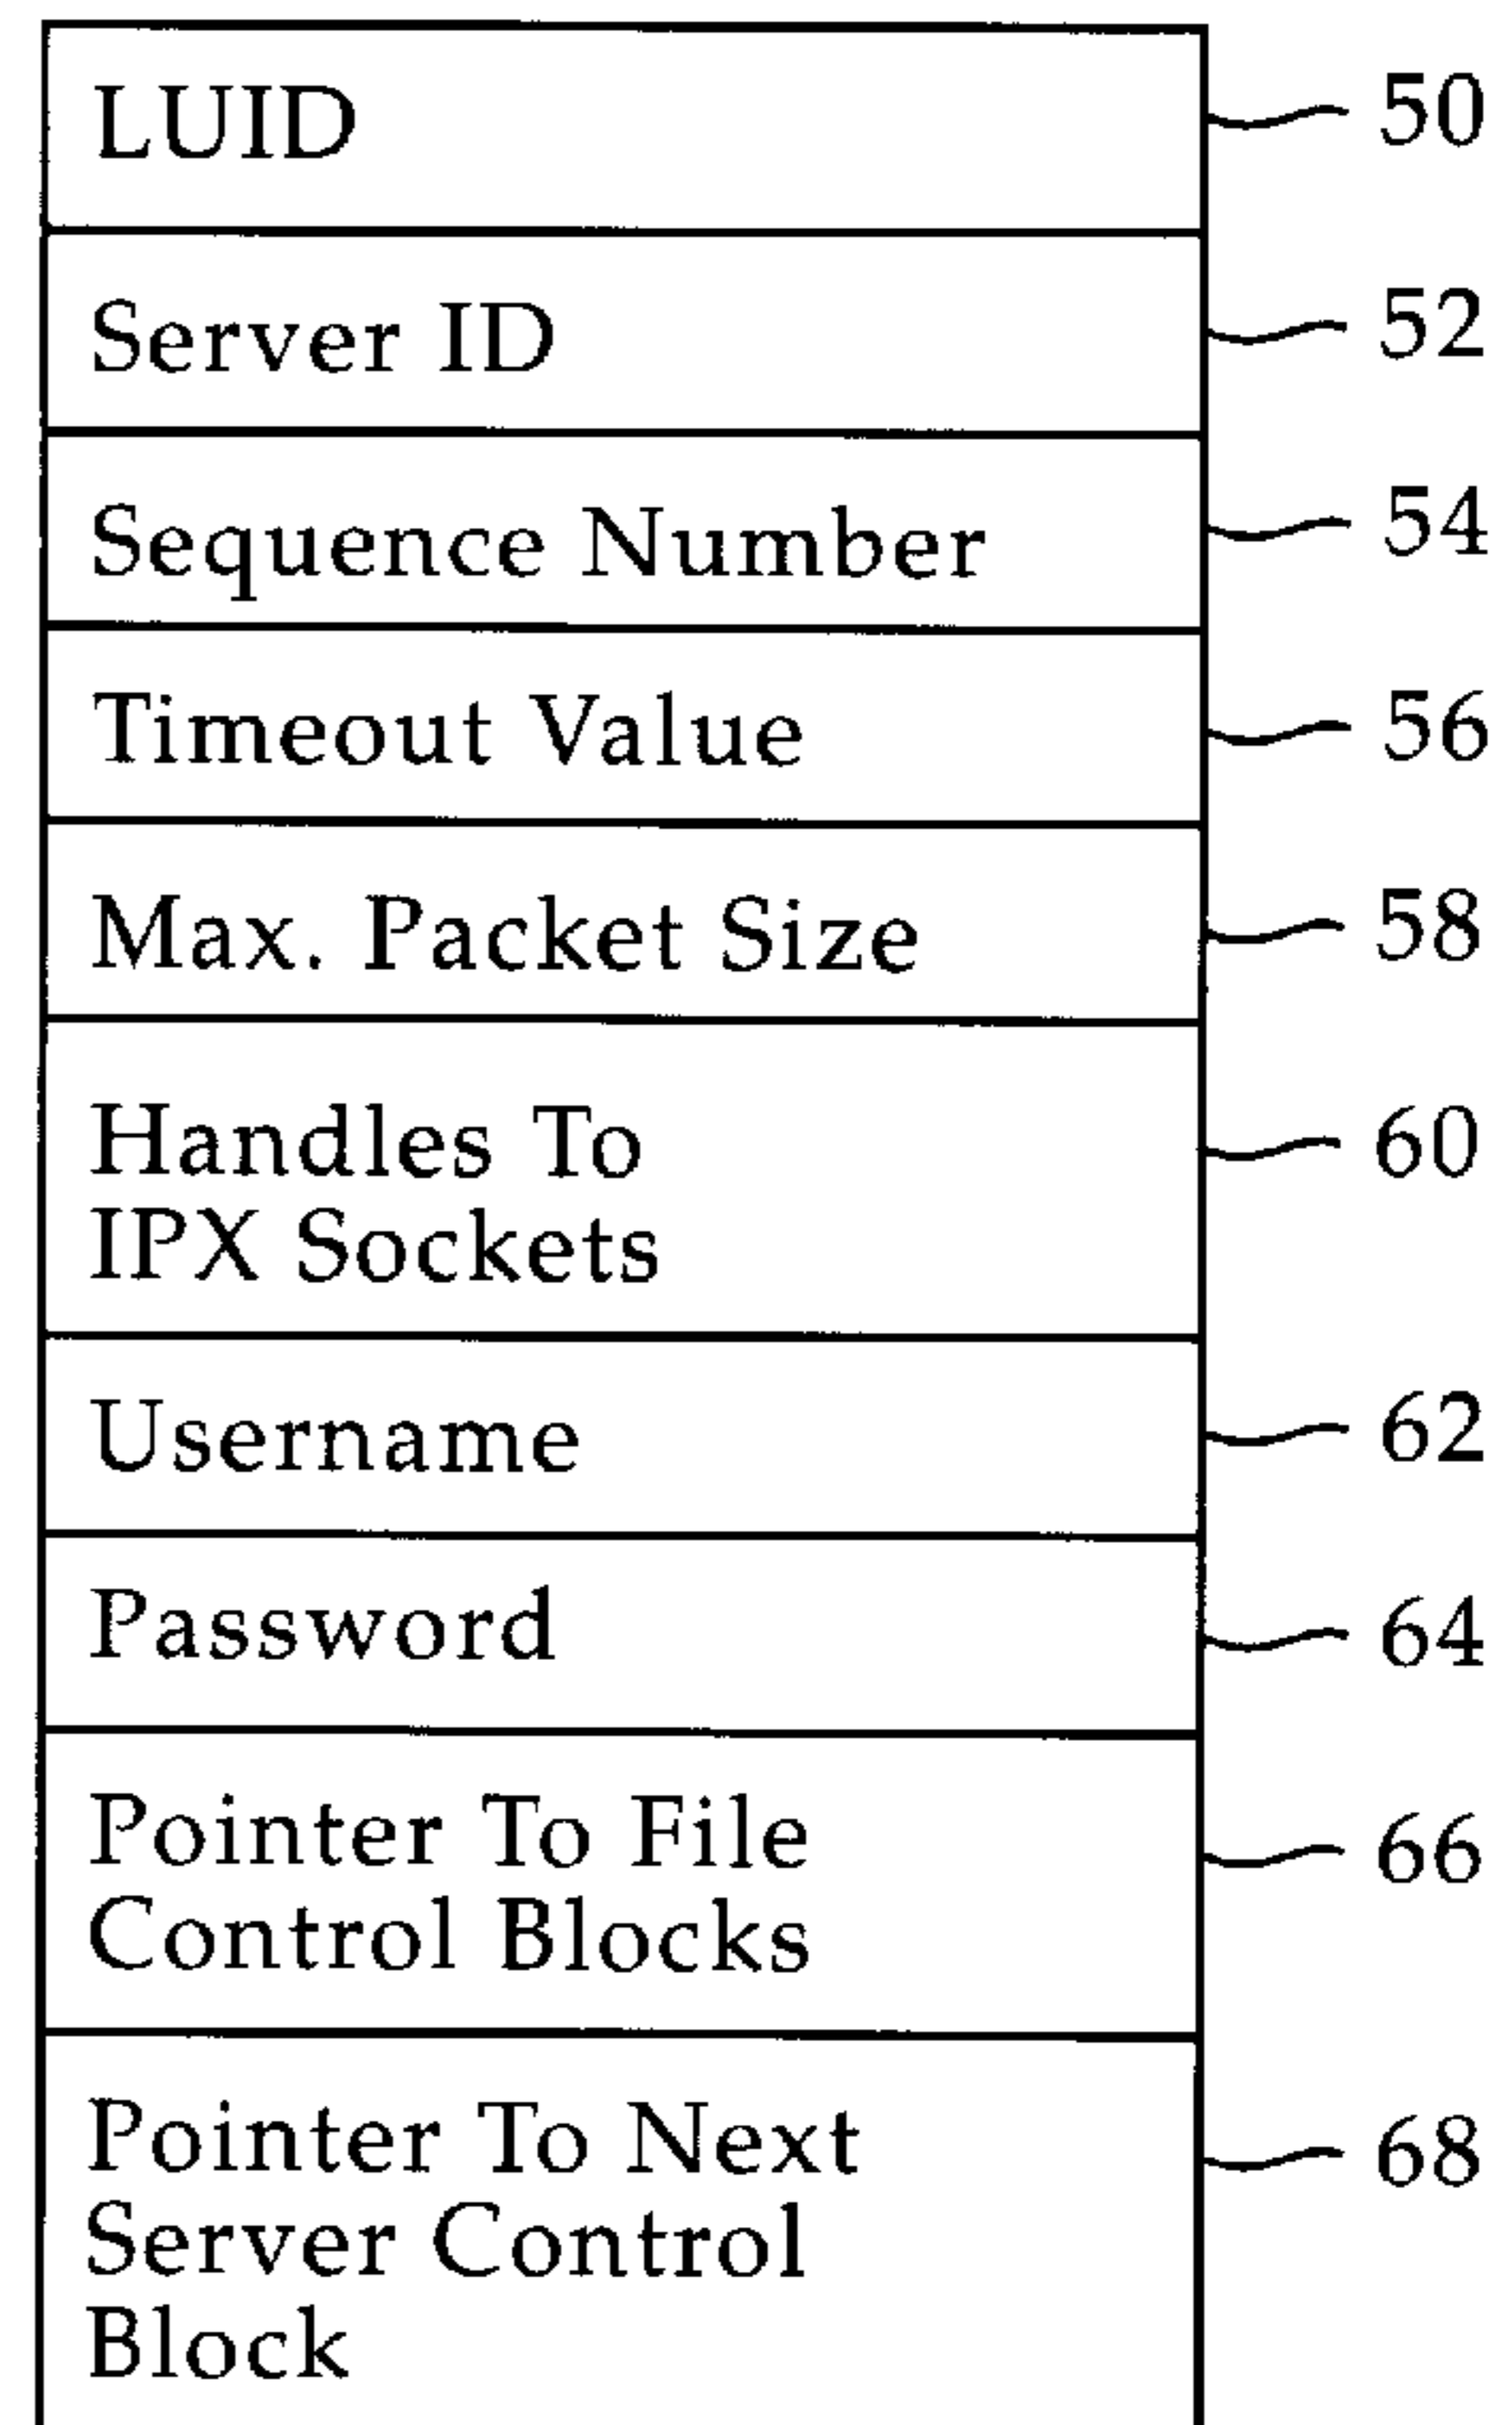 LUID 50
Server ID 52
Sequence Number 54
Timeout Value 56
Max. Packet Size 58
Handles To 60
IPX Sockets
Username 62
Password 64
Pointer To File 66
Control Blocks
Pointer To Next 68
Server Control
Block